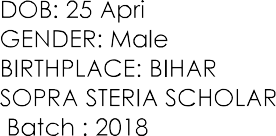 DOB: 25 Apri
GENDER: Male
BIRTHPLACE: BIHAR
SOPRA STERIA SCHOLAR
Batch : 2018